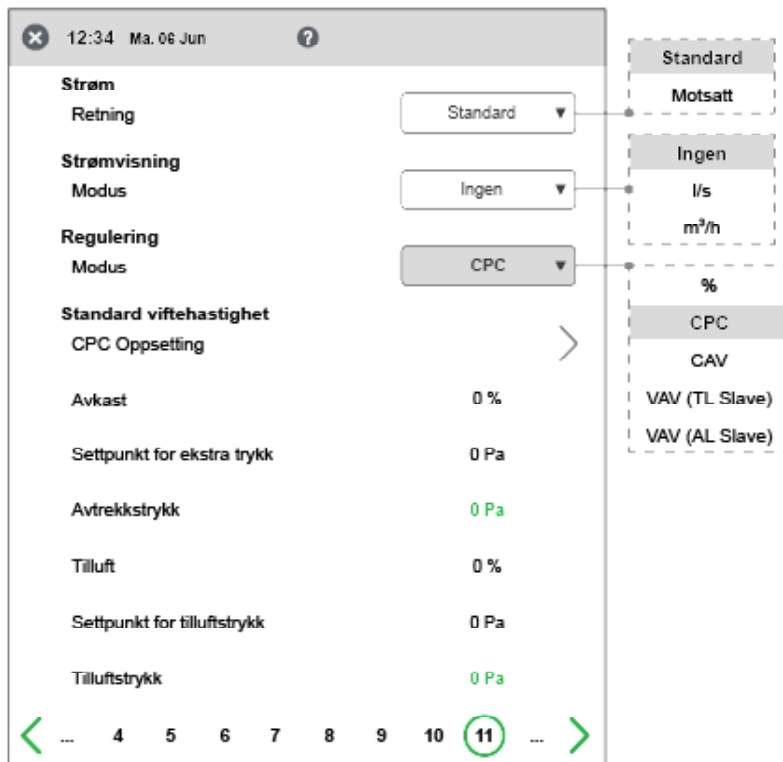 12:34 Ma. 06 Jun ?
Strøm
Retning Standard
Strømvisning
Modus Ingen
Regulering
Modus CPC
Standard viftehastighet
CPC Oppsetting
Avkast 0 %
Settpunkt for ekstra trykk 0 Pa
Avtrekkstrykk 0 Pa
Tilluft 0 %
Settpunkt for tilluftstrykk 0 Pa
Tilluftstrykk 0 Pa
... 4 5 6 7 8 9 10 11 ...
Standard
Motsatt
Ingen
l/s
m³/h
%
CPC
CAV
VAV (TL Slave)
VAV (AL Slave)